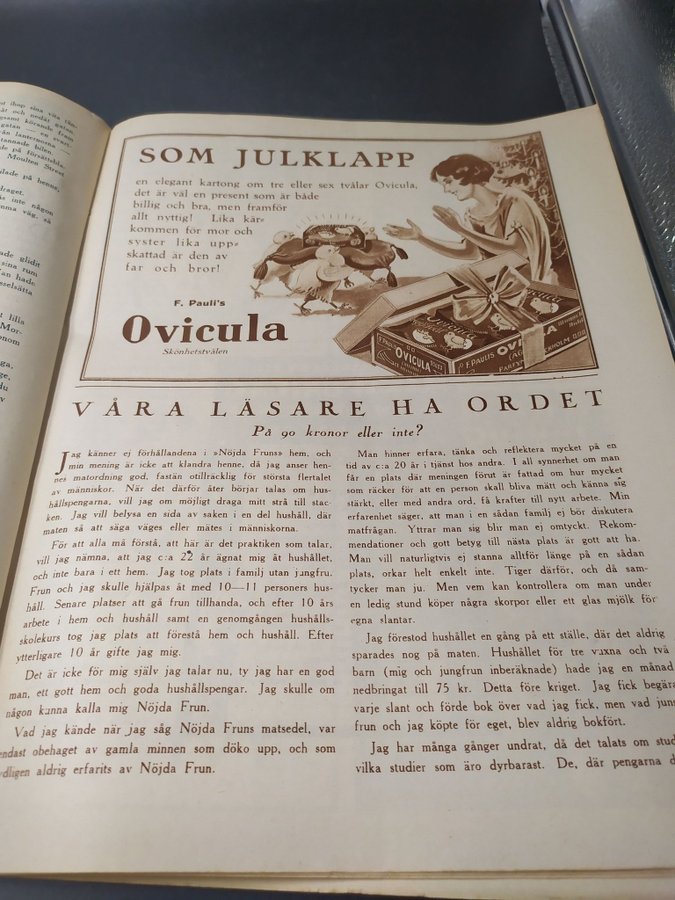 SOM JULKLAPP
en elegant kartong om tre eller sex tvålar Ovicula,
det är väl en present som är både
billig och bra, men framför
allt nyttig! Lika kär-
kommen för mor och
syster lika upp-
skattad är den av
far och bror!
F. Pauli's
Ovicula
Skönhetstvålen
OVICULA
F. PAULIS
VÅRA LÄSARE HA ORDET
På 90 kronor eller inte?
Jag känner ej förhållandena i »Nöjda Fruns» hem, och
min mening är icke att klandra henne, då jag anser hen-
nes matordning god, fastän otillräcklig för största flertalet
av människor. När det därför åter börjar talas om hus-
hållspengarna, vill jag om möjligt draga mitt strå till stac-
ken. Jag vill belysa en sida av saken i en del hushåll, där
maten så att säga väges eller mätes i människorna.
För att alla må förstå, att här är det praktiken som talar,
vill jag nämna, att jag c:a 22 år ägnat mig åt hushållet,
och inte bara i ett hem. Jag tog plats i familj utan jungfru.
Frun och jag skulle hjälpas åt med 10—11 personers hus-
håll. Senare platser att gå frun tillhanda, och efter 10 års
arbete i hem och hushåll samt en genomgången hushålls-
skolekurs tog jag plats att förestå hem och hushåll. Efter
ytterligare 10 år gifte jag mig.
Det är icke för mig själv jag talar nu, ty jag har en god
man, ett gott hem och goda hushållspengar. Jag skulle om
någon kunna kalla mig Nöjda Frun.
Vad jag kände när jag såg Nöjda Fruns matsedel, var
endast obehaget av gamla minnen som döko upp, och som
tydligen aldrig erfarits av Nöjda Frun.
Man hinner erfara, tänka och reflektera mycket på en
tid av c:a 20 år i tjänst hos andra. I all synnerhet om man
får en plats där meningen förut är fattad om hur mycket
som räcker för att en person skall bliva mätt och känna sig
stärkt, eller med andra ord, få krafter till nytt arbete. Min
erfarenhet säger, att man i en sådan familj ej bör diskutera
matfrågan. Yttrar man sig blir man ej omtyckt. Rekom-
mendationer och gott betyg till nästa plats är gott att ha.
Man vill naturligtvis ej stanna alltför länge på en sådan
plats, orkar helt enkelt inte. Tiger därför, och då sam-
tycker man ju. Men vem kan kontrollera om man under
en ledig stund köper några skorpor eller ett glas mjölk för
egna slantar.
Jag förestod hushållet en gång på ett ställe, där det aldrig
sparades nog på maten. Hushållet för tre vuxna och två
barn (mig och jungfrun inberäknade) hade jag en månad
nedbringat till 75 kr. Detta före kriget. Jag fick begära
varje slant och förde bok över vad jag fick, men vad jung
frun och jag köpte för eget, blev aldrig bokfört.
Jag har många gånger undrat, då det talats om stud
vilka studier som äro dyrbarast. De, där pengarna